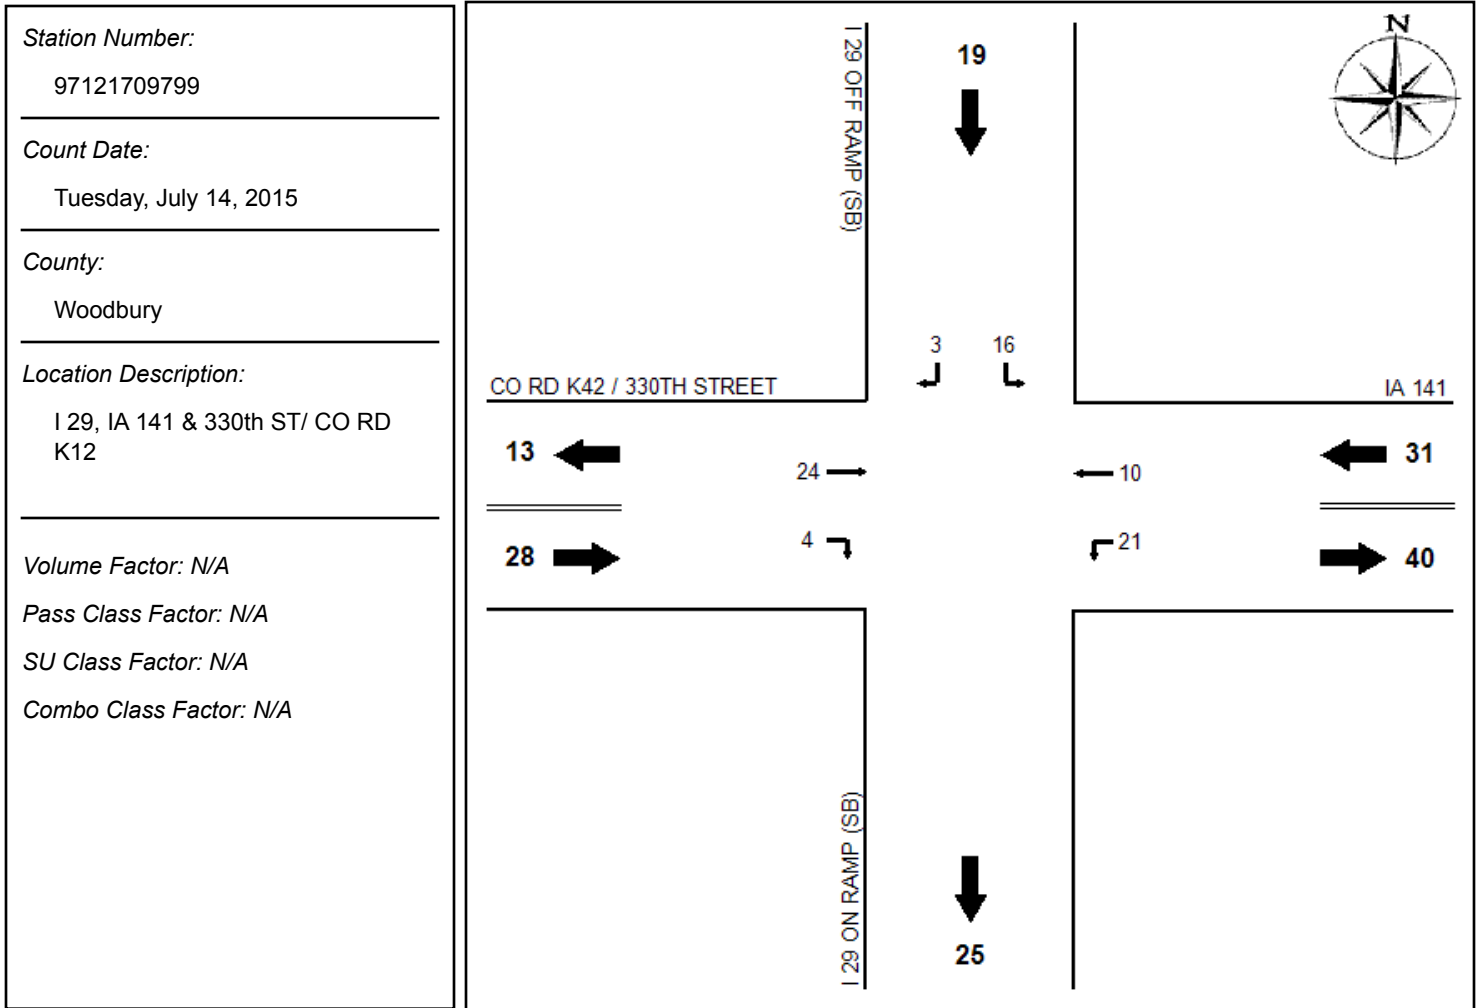 Station Number:
97121709799
Count Date:
Tuesday, July 14, 2015
County:
Woodbury
Location Description:
I 29, IA 141 & 330th ST/ CO RD
K12
Volume Factor: N/A
Pass Class Factor: N/A
SU Class Factor: N/A
Combo Class Factor: N/A
N
I 29 OFF RAMP (SB)
19
3 16
CO RD K42 / 330TH STREET
IA 141
13
24
10
31
28
4
21
40
I 29 ON RAMP (SB)
25